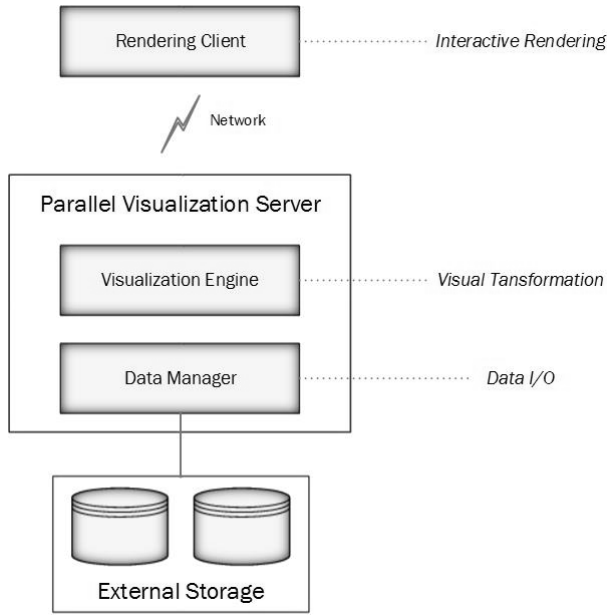 Rendering Client
Interactive Rendering
Network
Parallel Visualization Server
Visualization Engine
Visual Tansformation
Data Manager
Data I/O
External Storage